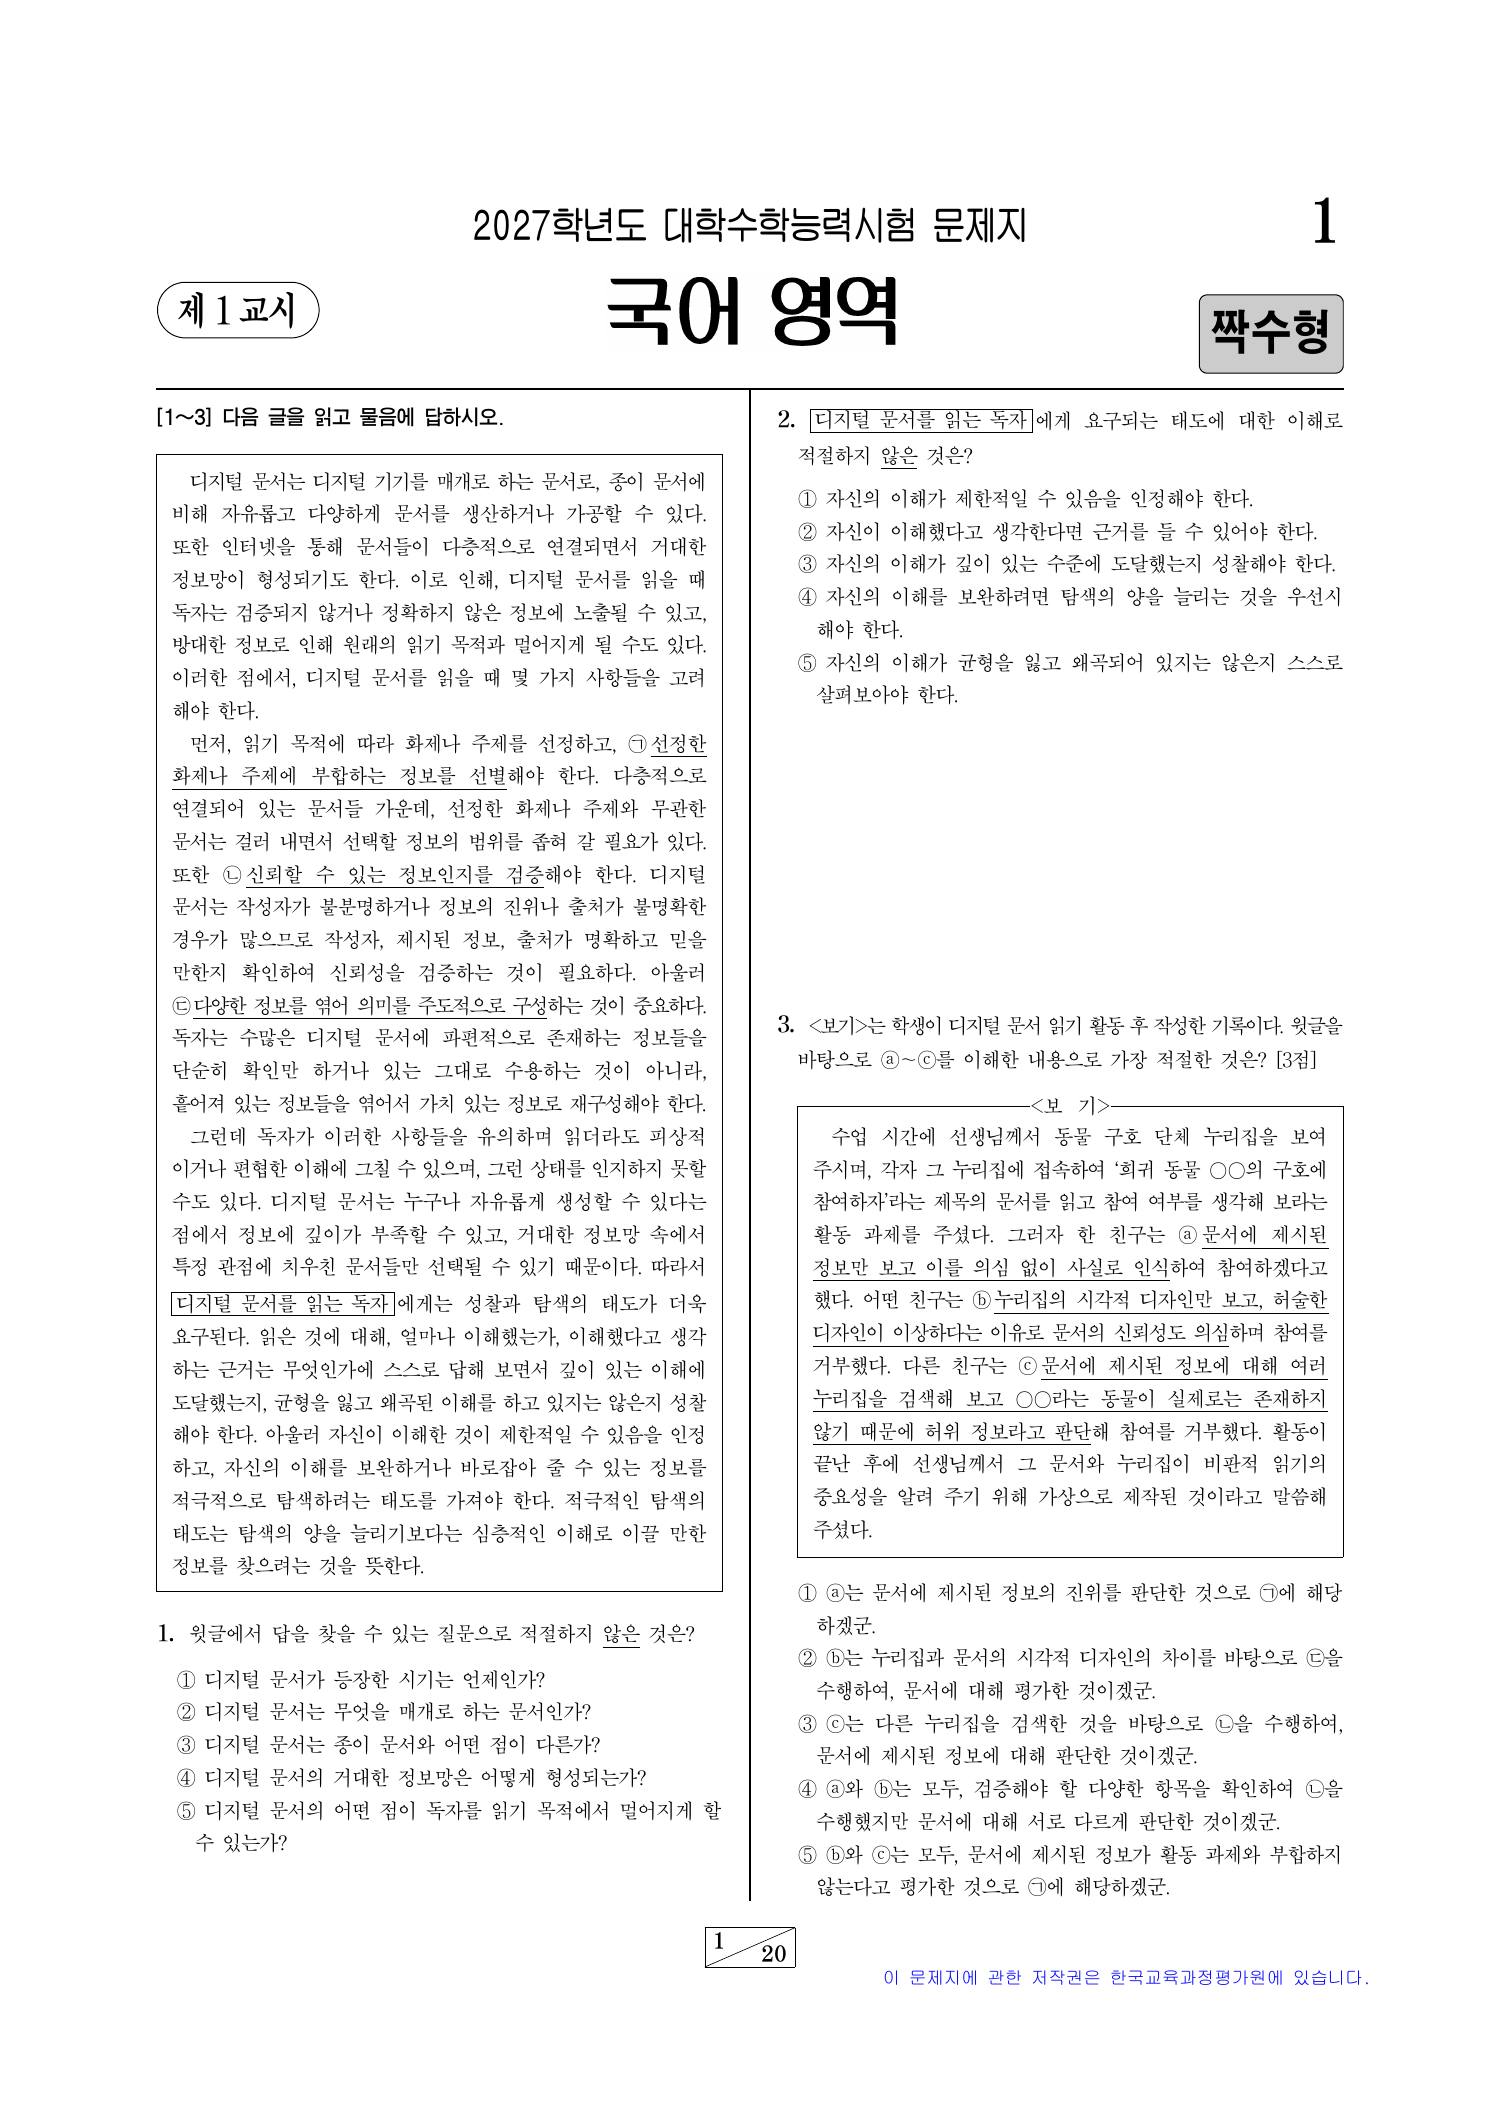 2027학년도 대학수학능력시험 문제지
1
제 1 교시
국어 영역
짝수형
[1～3] 다음 글을 읽고 물음에 답하시오.
디지털 문서는 디지털 기기를 매개로 하는 문서로, 종이 문서에
비해 자유롭고 다양하게 문서를 생산하거나 가공할 수 있다.
또한 인터넷을 통해 문서들이 다층적으로 연결되면서 거대한
정보망이 형성되기도 한다. 이로 인해, 디지털 문서를 읽을 때
독자는 검증되지 않거나 정확하지 않은 정보에 노출될 수 있고,
방대한 정보로 인해 원래의 읽기 목적과 멀어지게 될 수도 있다.
이러한 점에서, 디지털 문서를 읽을 때 몇 가지 사항들을 고려
해야 한다.
먼저, 읽기 목적에 따라 화제나 주제를 선정하고, ㉠선정한
화제나 주제에 부합하는 정보를 선별해야 한다. 다층적으로
연결되어 있는 문서들 가운데, 선정한 화제나 주제와 무관한
문서는 걸러 내면서 선택할 정보의 범위를 좁혀 갈 필요가 있다.
또한 ㉡신뢰할 수 있는 정보인지를 검증해야 한다. 디지털
문서는 작성자가 불분명하거나 정보의 진위나 출처가 불명확한
경우가 많으므로 작성자, 제시된 정보, 출처가 명확하고 믿을
만한지 확인하여 신뢰성을 검증하는 것이 필요하다. 아울러
㉢다양한 정보를 엮어 의미를 주도적으로 구성하는 것이 중요하다.
독자는 수많은 디지털 문서에 파편적으로 존재하는 정보들을
단순히 확인만 하거나 있는 그대로 수용하는 것이 아니라,
흩어져 있는 정보들을 엮어서 가치 있는 정보로 재구성해야 한다.
그런데 독자가 이러한 사항들을 유의하며 읽더라도 피상적
이거나 편협한 이해에 그칠 수 있으며, 그런 상태를 인지하지 못할
수도 있다. 디지털 문서는 누구나 자유롭게 생성할 수 있다는
점에서 정보에 깊이가 부족할 수 있고, 거대한 정보망 속에서
특정 관점에 치우친 문서들만 선택될 수 있기 때문이다. 따라서
디지털 문서를 읽는 독자에게는 성찰과 탐색의 태도가 더욱
요구된다. 읽은 것에 대해, 얼마나 이해했는가, 이해했다고 생각
하는 근거는 무엇인가에 스스로 답해 보면서 깊이 있는 이해에
도달했는지, 균형을 잃고 왜곡된 이해를 하고 있지는 않은지 성찰
해야 한다. 아울러 자신이 이해한 것이 제한적일 수 있음을 인정
하고, 자신의 이해를 보완하거나 바로잡아 줄 수 있는 정보를
적극적으로 탐색하려는 태도를 가져야 한다. 적극적인 탐색의
태도는 탐색의 양을 늘리기보다는 심층적인 이해로 이끌 만한
정보를 찾으려는 것을 뜻한다.
1. 윗글에서 답을 찾을 수 있는 질문으로 적절하지 않은 것은?
① 디지털 문서가 등장한 시기는 언제인가?
② 디지털 문서는 무엇을 매개로 하는 문서인가?
③ 디지털 문서는 종이 문서와 어떤 점이 다른가?
④ 디지털 문서의 거대한 정보망은 어떻게 형성되는가?
⑤ 디지털 문서의 어떤 점이 독자를 읽기 목적에서 멀어지게 할
수 있는가?
2. 디지털 문서를 읽는 독자에게 요구되는 태도에 대한 이해로
적절하지 않은 것은?
① 자신의 이해가 제한적일 수 있음을 인정해야 한다.
② 자신이 이해했다고 생각한다면 근거를 들 수 있어야 한다.
③ 자신의 이해가 깊이 있는 수준에 도달했는지 성찰해야 한다.
④ 자신의 이해를 보완하려면 탐색의 양을 늘리는 것을 우선시
해야 한다.
⑤ 자신의 이해가 균형을 잃고 왜곡되어 있지는 않은지 스스로
살펴보아야 한다.
3. <보기>는 학생이 디지털 문서 읽기 활동 후 작성한 기록이다. 윗글을
바탕으로 ⓐ～ⓒ를 이해한 내용으로 가장 적절한 것은? [3점]
<보 기>
수업 시간에 선생님께서 동물 구호 단체 누리집을 보여
주시며, 각자 그 누리집에 접속하여 ‘희귀 동물 ○○의 구호에
참여하자’라는 제목의 문서를 읽고 참여 여부를 생각해 보라는
활동 과제를 주셨다. 그러자 한 친구는 ⓐ문서에 제시된
정보만 보고 이를 의심 없이 사실로 인식하여 참여하겠다고
했다. 어떤 친구는 ⓑ누리집의 시각적 디자인만 보고, 허술한
디자인이 이상하다는 이유로 문서의 신뢰성도 의심하며 참여를
거부했다. 다른 친구는 ⓒ문서에 제시된 정보에 대해 여러
누리집을 검색해 보고 ○○라는 동물이 실제로는 존재하지
않기 때문에 허위 정보라고 판단해 참여를 거부했다. 활동이
끝난 후에 선생님께서 그 문서와 누리집이 비판적 읽기의
중요성을 알려 주기 위해 가상으로 제작된 것이라고 말씀해
주셨다.
① ⓐ는 문서에 제시된 정보의 진위를 판단한 것으로 ㉠에 해당
하겠군.
② ⓑ는 누리집과 문서의 시각적 디자인의 차이를 바탕으로 ㉢을
수행하여, 문서에 대해 평가한 것이겠군.
③ ⓒ는 다른 누리집을 검색한 것을 바탕으로 ㉡을 수행하여,
문서에 제시된 정보에 대해 판단한 것이겠군.
④ ⓐ와 ⓑ는 모두, 검증해야 할 다양한 항목을 확인하여 ㉡을
수행했지만 문서에 대해 서로 다르게 판단한 것이겠군.
⑤ ⓑ와 ⓒ는 모두, 문서에 제시된 정보가 활동 과제와 부합하지
않는다고 평가한 것으로 ㉠에 해당하겠군.
1
20
이 문제지에 관한 저작권은 한국교육과정평가원에 있습니다.